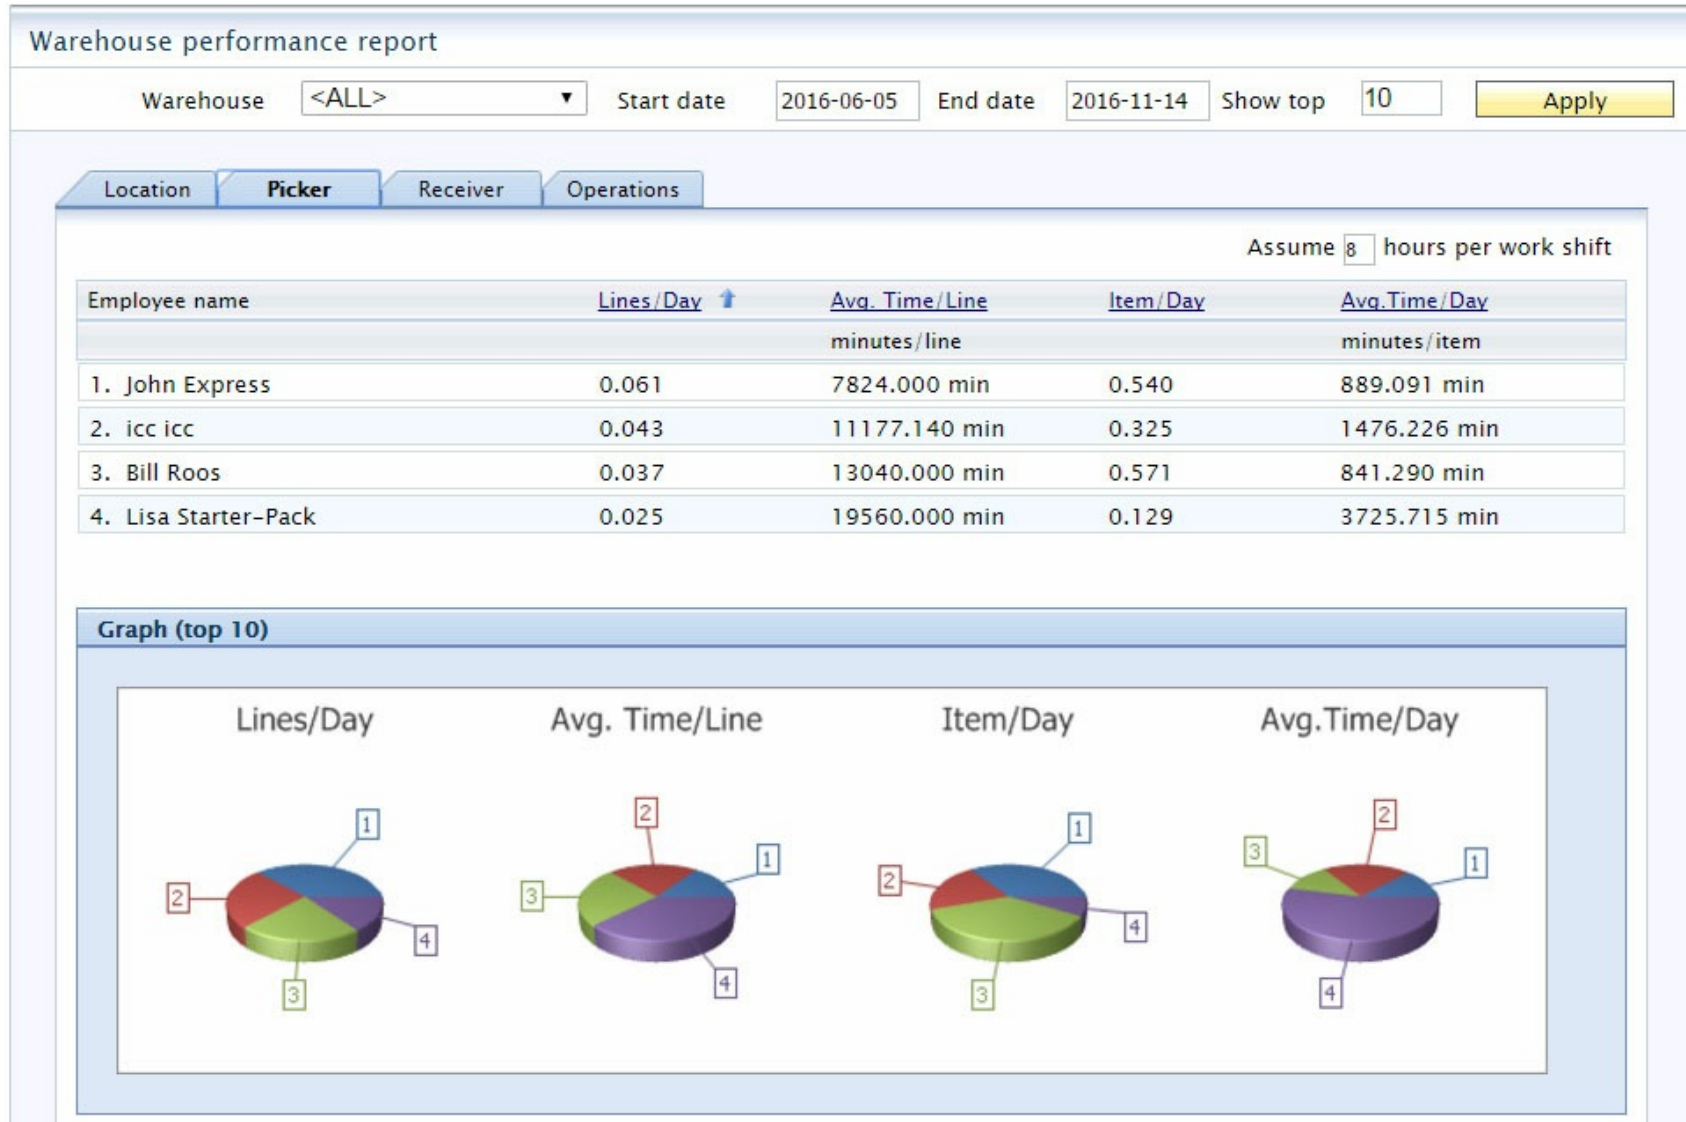 Warehouse performance report
Warehouse <ALL> Start date 2016-06-05 End date 2016-11-14 Show top 10 Apply
Location Picker Receiver Operations
Assume 8 hours per work shift
Employee name Lines/Day Avg. Time/Line Item/Day Avg.Time/Day
minutes/line minutes/item
1. John Express 0.061 7824.000 min 0.540 889.091 min
2. icc icc 0.043 11177.140 min 0.325 1476.226 min
3. Bill Roos 0.037 13040.000 min 0.571 841.290 min
4. Lisa Starter-Pack 0.025 19560.000 min 0.129 3725.715 min
Graph (top 10)
Lines/Day Avg. Time/Line Item/Day Avg.Time/Day
1 2 3 4
2 1 3 4
1 2 4 3
2 3 1 4